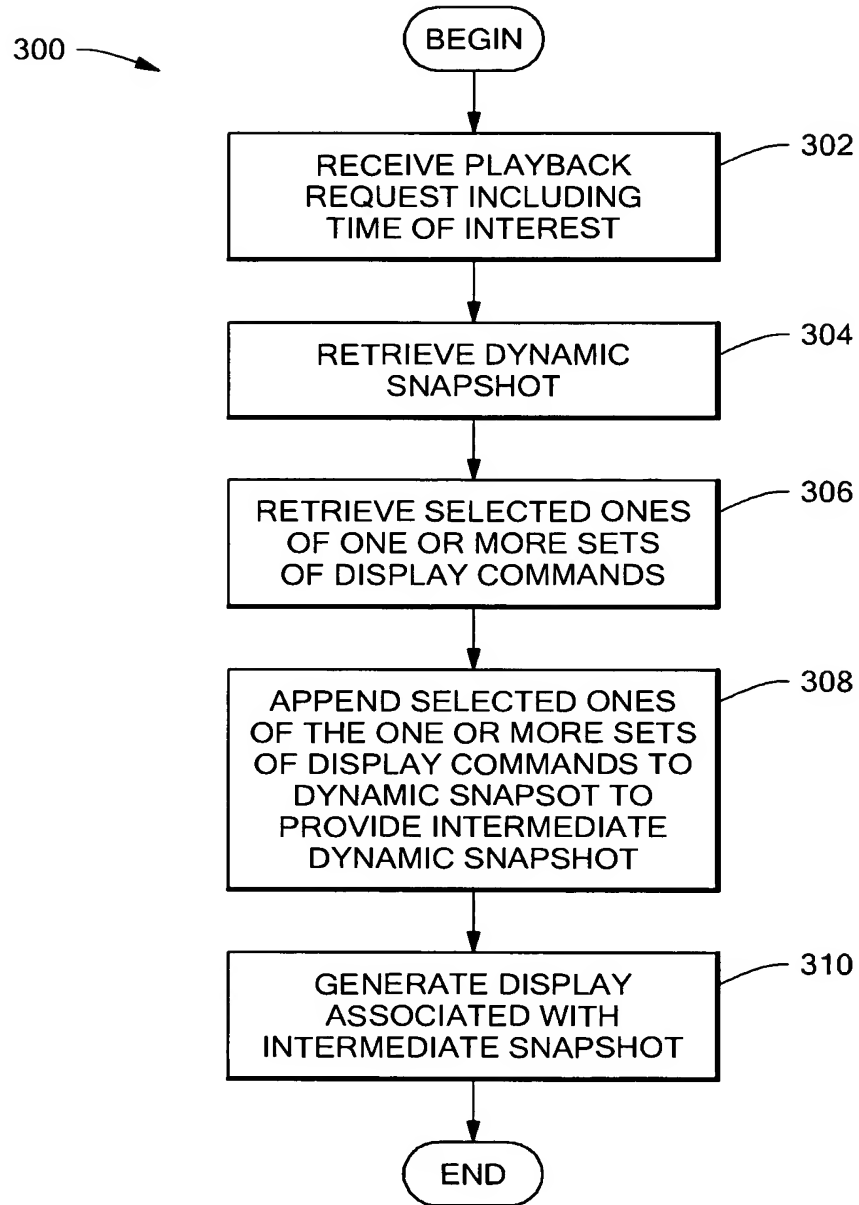 300
BEGIN
302
RECEIVE PLAYBACK
REQUEST INCLUDING
TIME OF INTEREST
304
RETRIEVE DYNAMIC
SNAPSHOT
306
RETRIEVE SELECTED ONES
OF ONE OR MORE SETS
OF DISPLAY COMMANDS
308
APPEND SELECTED ONES
OF THE ONE OR MORE SETS
OF DISPLAY COMMANDS TO
DYNAMIC SNAPSOT TO
PROVIDE INTERMEDIATE
DYNAMIC SNAPSHOT
310
GENERATE DISPLAY
ASSOCIATED WITH
INTERMEDIATE SNAPSHOT
END